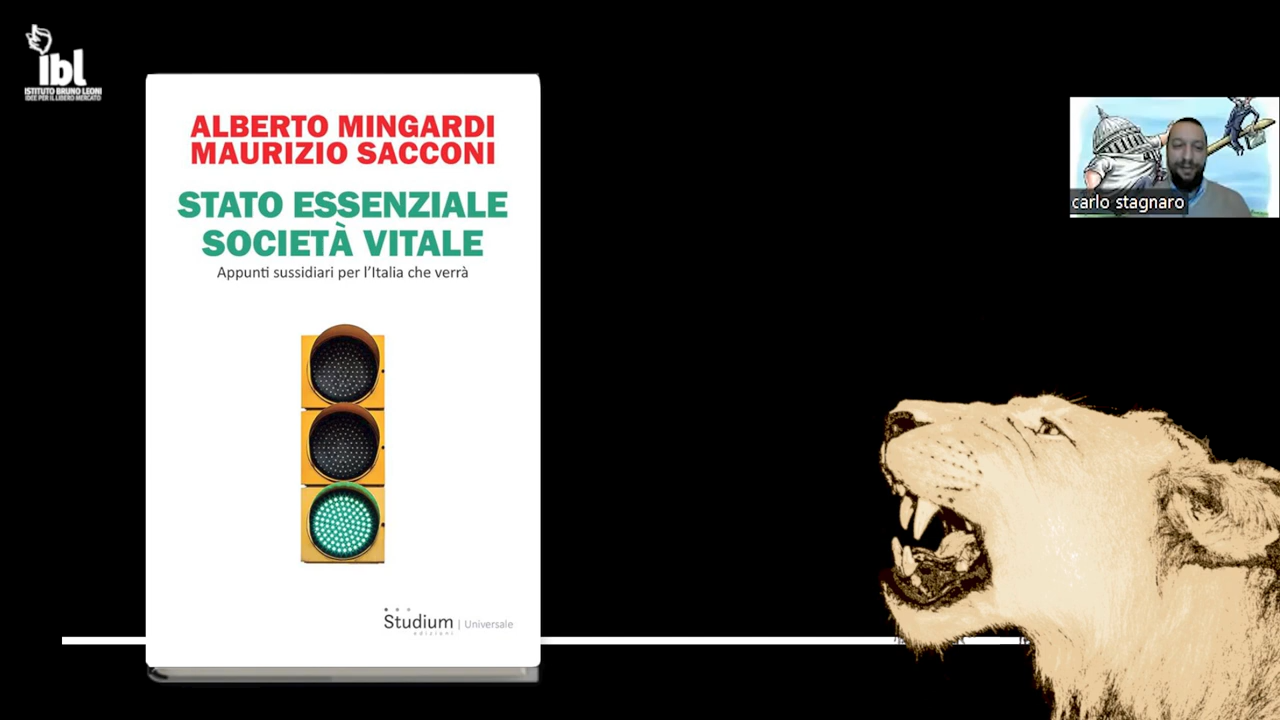 ibl
ISTITUTO BRUNO LEONI
IDEE PER IL LIBERO MERCATO
ALBERTO MINGARDI
MAURIZIO SACCONI
STATO ESSENZIALE
SOCIETÀ VITALE
Appunti sussidiari per l'Italia che verrà
Studium | Universale
edizioni
carlo stagnaro